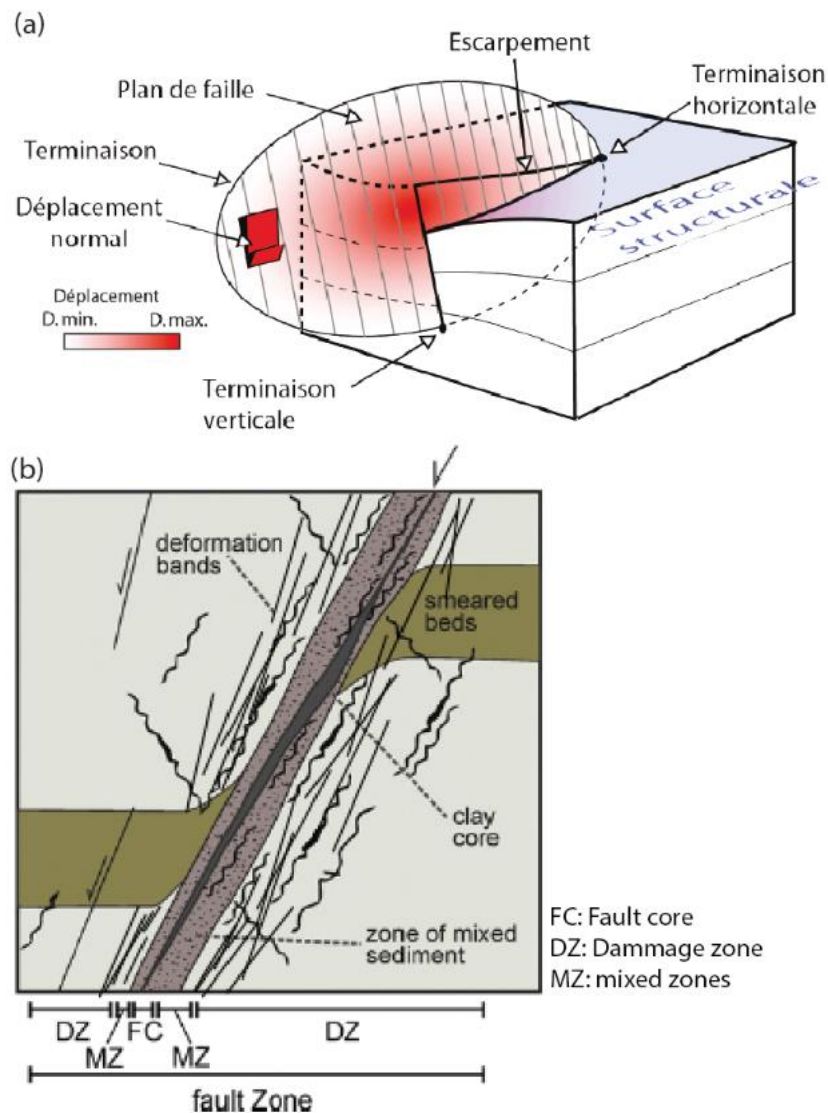 (a)
Escarpement
Terminaison
horizontale
Plan de faille
Terminaison
Déplacement
normal
Surface
structurale
Déplacement
D. min. D. max.
Terminaison
verticale
(b)
deformation
bands
smeared
beds
clay
core
zone of mixed
sediment
FC: Fault core
DZ: Dammage zone
MZ: mixed zones
DZ FC DZ
MZ MZ
fault Zone